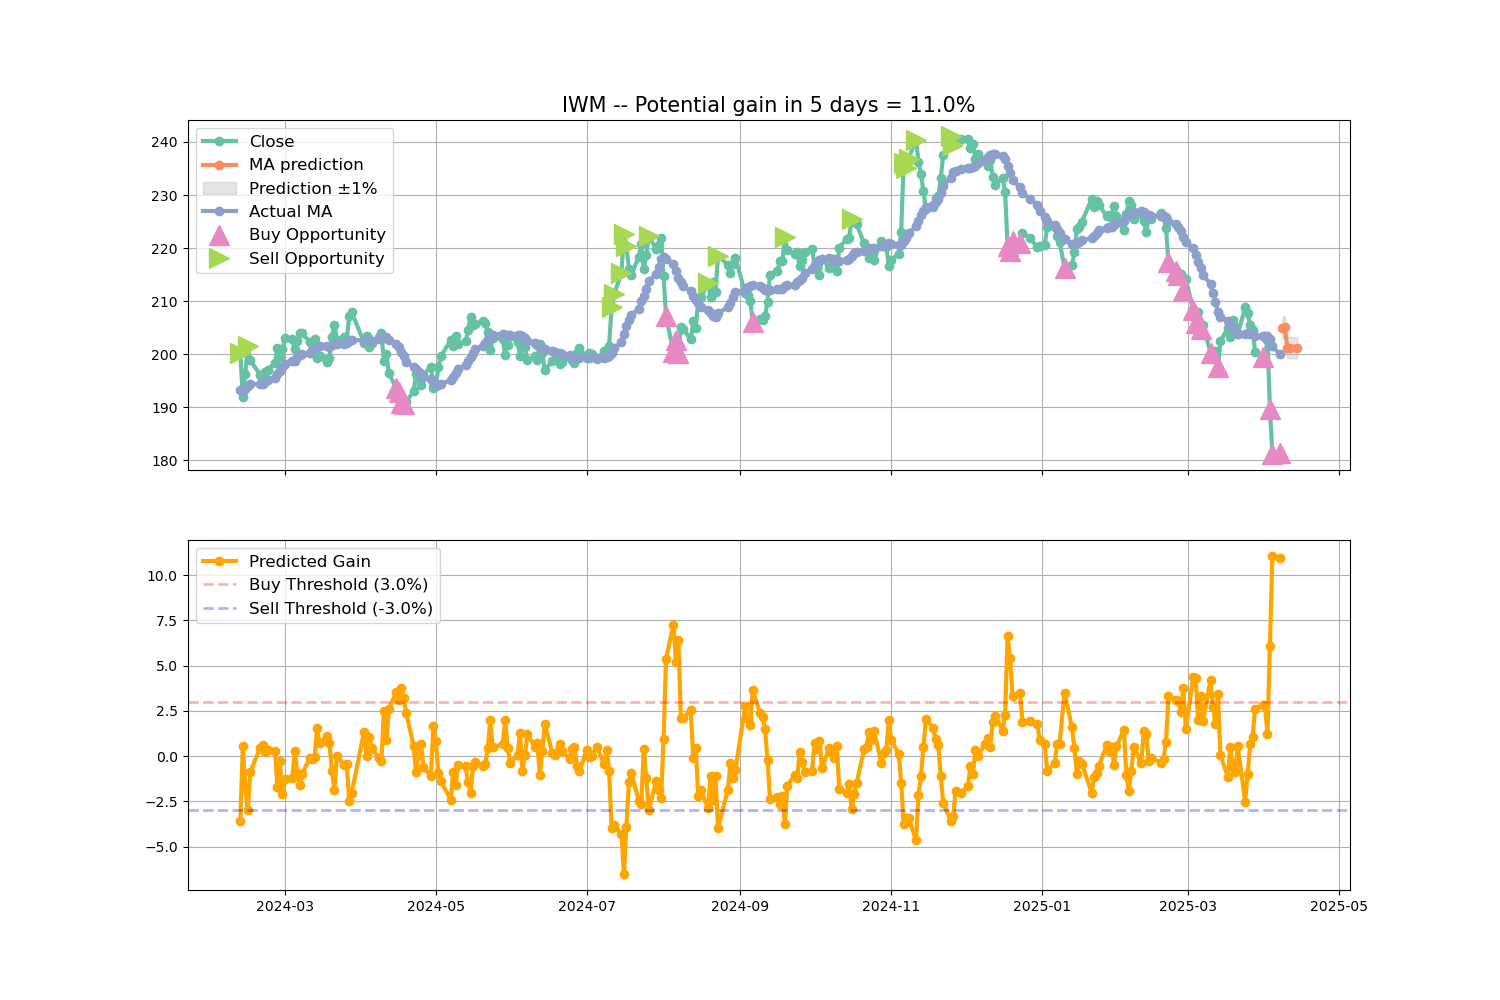 IWM -- Potential gain in 5 days = 11.0%
Close
MA prediction
Prediction ±1%
Actual MA
Buy Opportunity
Sell Opportunity
240
230
220
210
200
190
180
Predicted Gain
Buy Threshold (3.0%)
Sell Threshold (-3.0%)
10.0
7.5
5.0
2.5
0.0
−2.5
−5.0
2024-03
2024-05
2024-07
2024-09
2024-11
2025-01
2025-03
2025-05